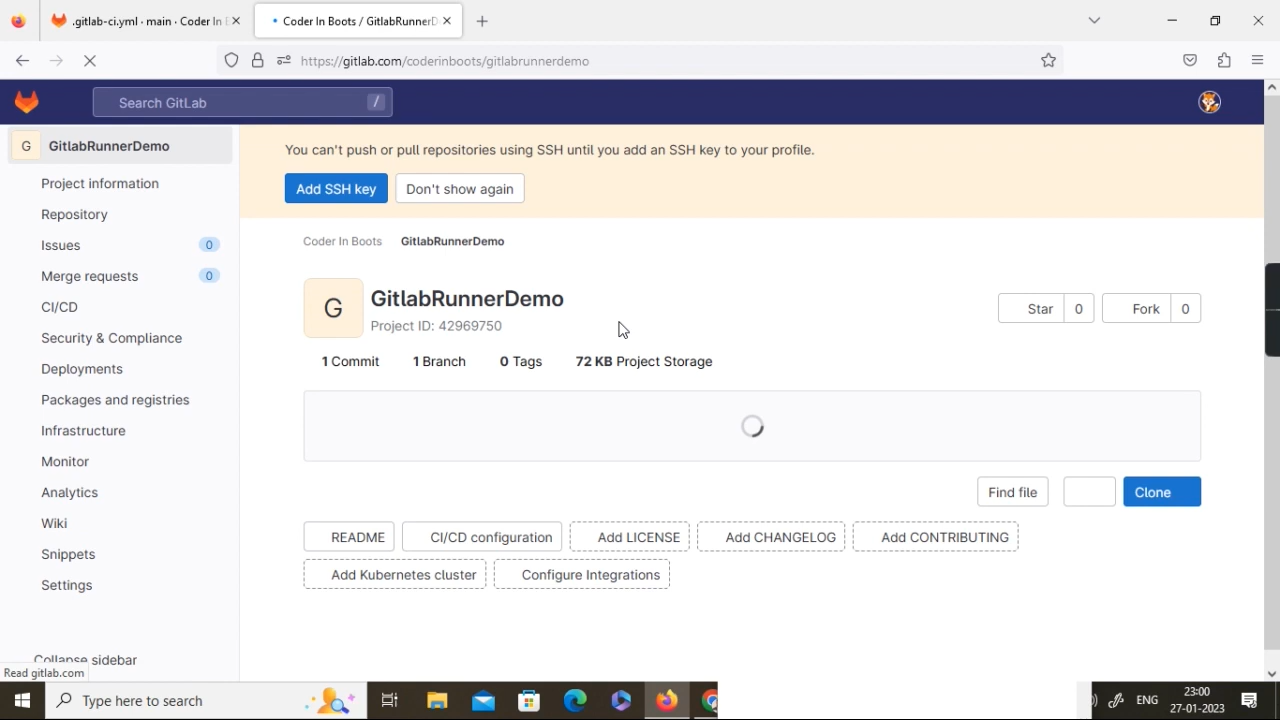 .gitlab-ci.yml · main · Coder In B
Coder In Boots / GitlabRunnerD
https://gitlab.com/coderinboots/gitlabrunnerdemo
Search GitLab /
G GitlabRunnerDemo
Project information
Repository
Issues 0
Merge requests 0
CI/CD
Security & Compliance
Deployments
Packages and registries
Infrastructure
Monitor
Analytics
Wiki
Snippets
Settings
Collapse sidebar
Read gitlab.com
You can't push or pull repositories using SSH until you add an SSH key to your profile.
Add SSH key Don't show again
Coder In Boots GitlabRunnerDemo
G
GitlabRunnerDemo
Project ID: 42969750
Star 0 Fork 0
1 Commit 1 Branch 0 Tags 72 KB Project Storage
Find file Clone
README CI/CD configuration Add LICENSE Add CHANGELOG Add CONTRIBUTING
Add Kubernetes cluster Configure Integrations
Type here to search
ENG
23:00
27-01-2023